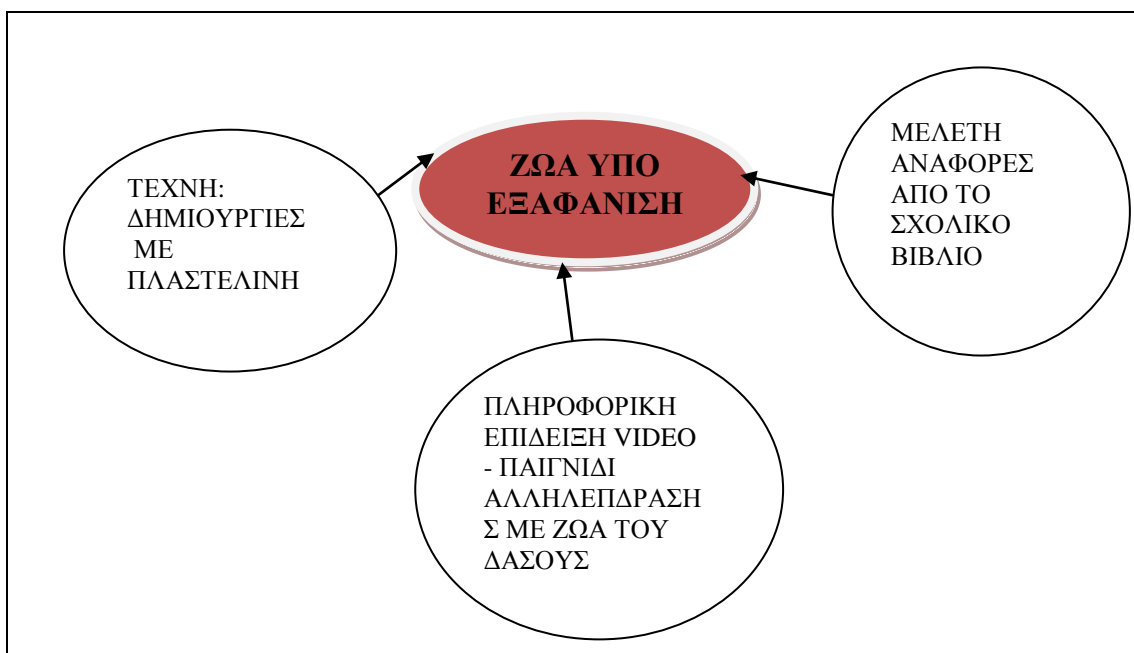 ΖΩΑ ΥΠΟ
ΕΞΑΦΑΝΙΣΗ
ΤΕΧΝΗ:
ΔΗΜΙΟΥΡΓΙΕΣ
ΜΕ
ΠΛΑΣΤΕΛΙΝΗ
ΜΕΛΕΤΗ
ΑΝΑΦΟΡΕΣ
ΑΠΟ ΤΟ
ΣΧΟΛΙΚΟ
ΒΙΒΛΙΟ
ΠΛΗΡΟΦΟΡΙΚΗ
ΕΠΙΔΕΙΞΗ VIDEO
- ΠΑΙΓΝΙΔΙ
ΑΛΛΗΛΕΠΔΡΑΣΗ
Σ ΜΕ ΖΩΑ ΤΟΥ
ΔΑΣΟΥΣ